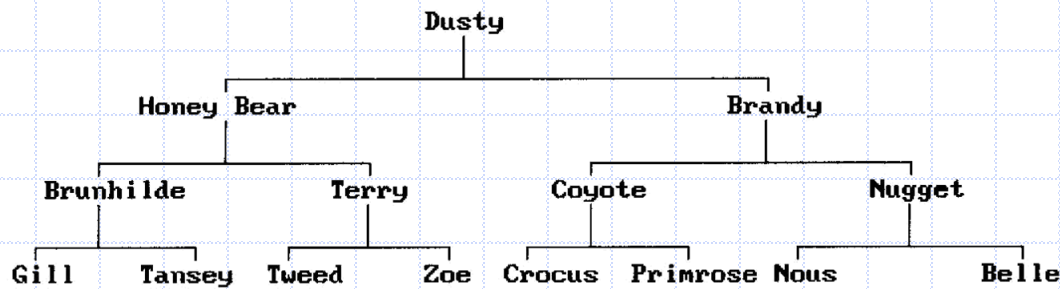 Dusty
Honey Bear Brandy
Brunhilde Terry Coyote Nugget
Gill Tansey Tweed Zoe Crocus Primrose Nous Belle